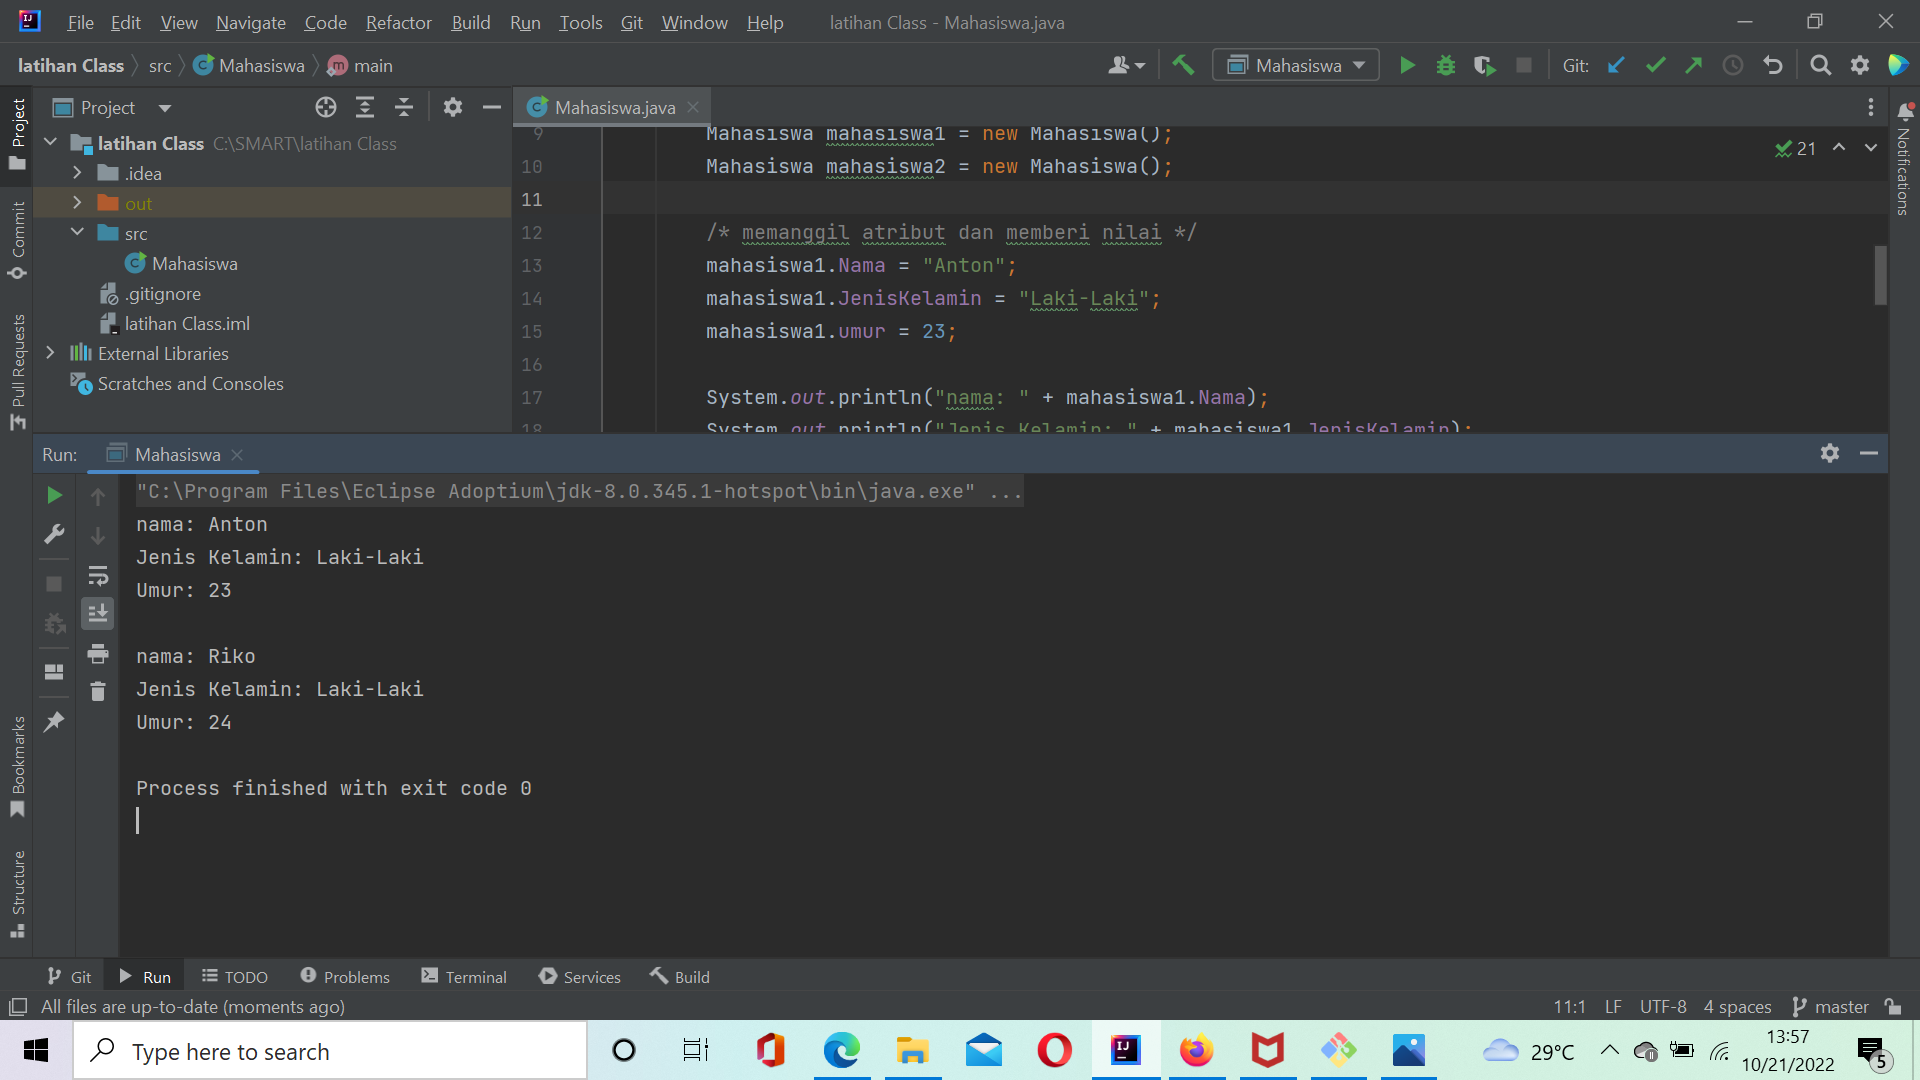 File Edit View Navigate Code Refactor Build Run Tools Git Window Help latihan Class - Mahasiswa.java
latihan Class src Mahasiswa main Mahasiswa Git:
Project
Project
Commit
Pull Requests
Bookmarks
Structure
latihan Class C:\SMART\latihan Class
.idea
out
src
Mahasiswa
.gitignore
latihan Class.iml
External Libraries
Scratches and Consoles
Mahasiswa.java
21
Notifications
9 Mahasiswa mahasiswa1 = new Mahasiswa();
10 Mahasiswa mahasiswa2 = new Mahasiswa();
11
12 /* memanggil atribut dan memberi nilai */
13 mahasiswa1.Nama = "Anton";
14 mahasiswa1.JenisKelamin = "Laki-Laki";
15 mahasiswa1.umur = 23;
16
17 System.out.println("nama: " + mahasiswa1.Nama);
18 System.out.println("Jenis Kelamin: " + mahasiswa1.JenisKelamin);
Run: Mahasiswa
"C:\Program Files\Eclipse Adoptium\jdk-8.0.345.1-hotspot\bin\java.exe" ...
nama: Anton
Jenis Kelamin: Laki-Laki
Umur: 23
nama: Riko
Jenis Kelamin: Laki-Laki
Umur: 24
Process finished with exit code 0
Git Run TODO Problems Terminal Services Build
All files are up-to-date (moments ago) 11:1 LF UTF-8 4 spaces master
Type here to search 29°C 13:57
10/21/2022 5